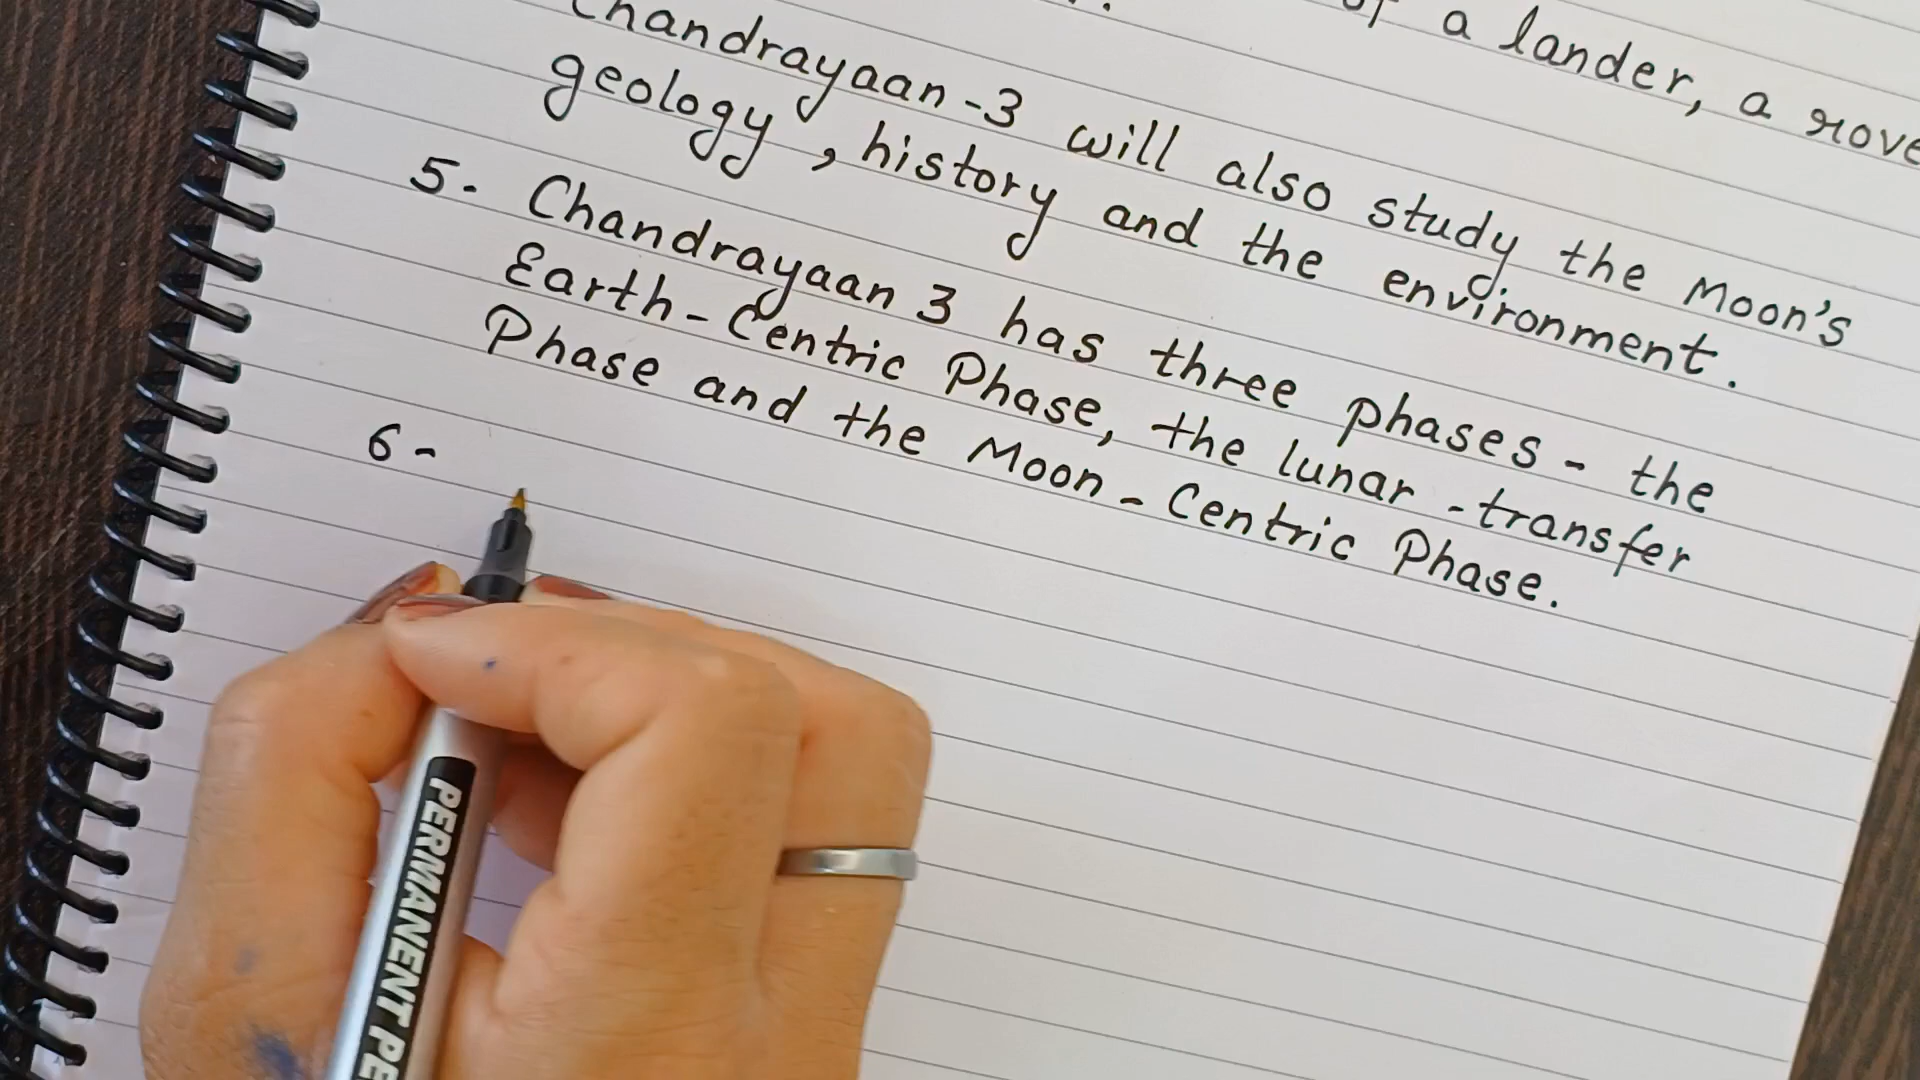 of a lander, a rove
Chandrayaan-3 will also study the Moon's
geology, history and the environment.
5. Chandrayaan 3 has three phases - the
Earth-Centric Phase, the lunar-transfer
Phase and the Moon-Centric Phase.
6-
PERMANENT PE